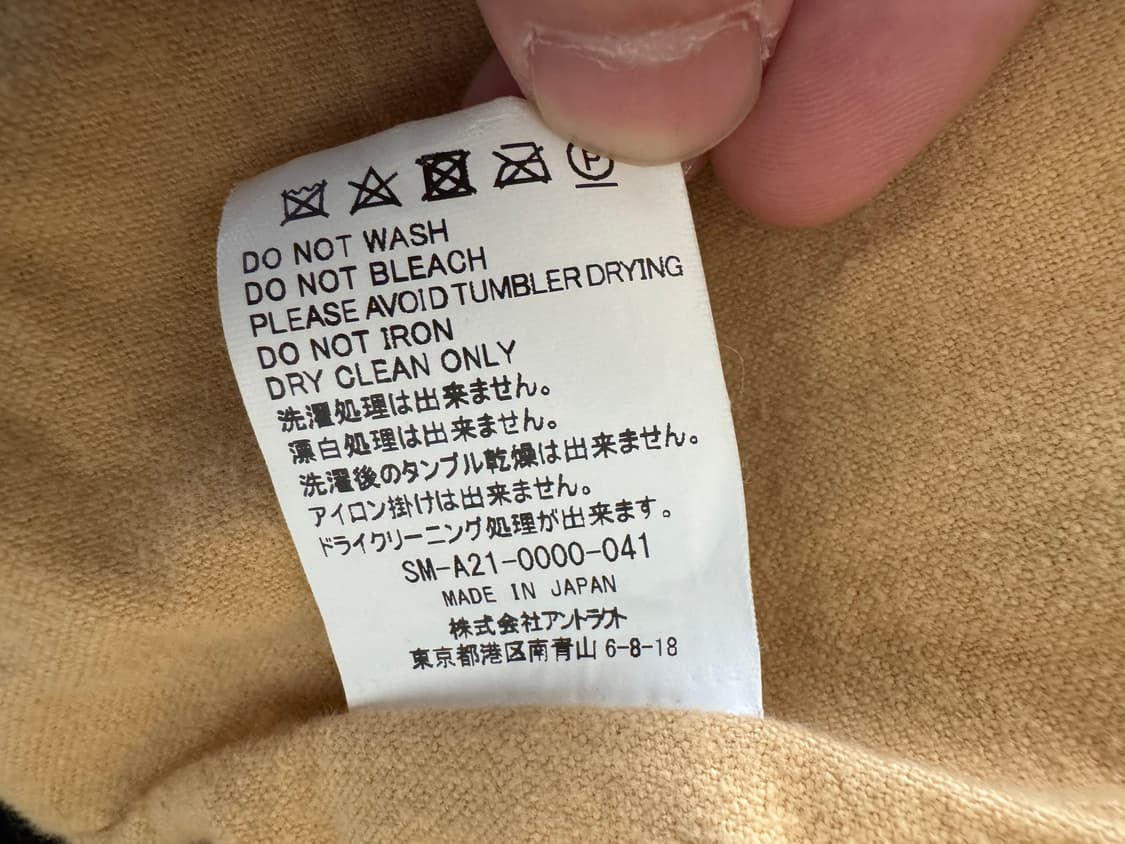 P
DO NOT WASH
DO NOT BLEACH
PLEASE AVOID TUMBLER DRYING
DO NOT IRON
DRY CLEAN ONLY
洗濯処理は出来ません。
漂白処理は出来ません。
洗濯後のタンブル乾燥は出来ません。
アイロン掛けは出来ません。
ドライクリーニング処理が出来ます。
SM-A21-0000-041
MADE IN JAPAN
株式会社アントラクト
東京都港区南青山 6-8-18